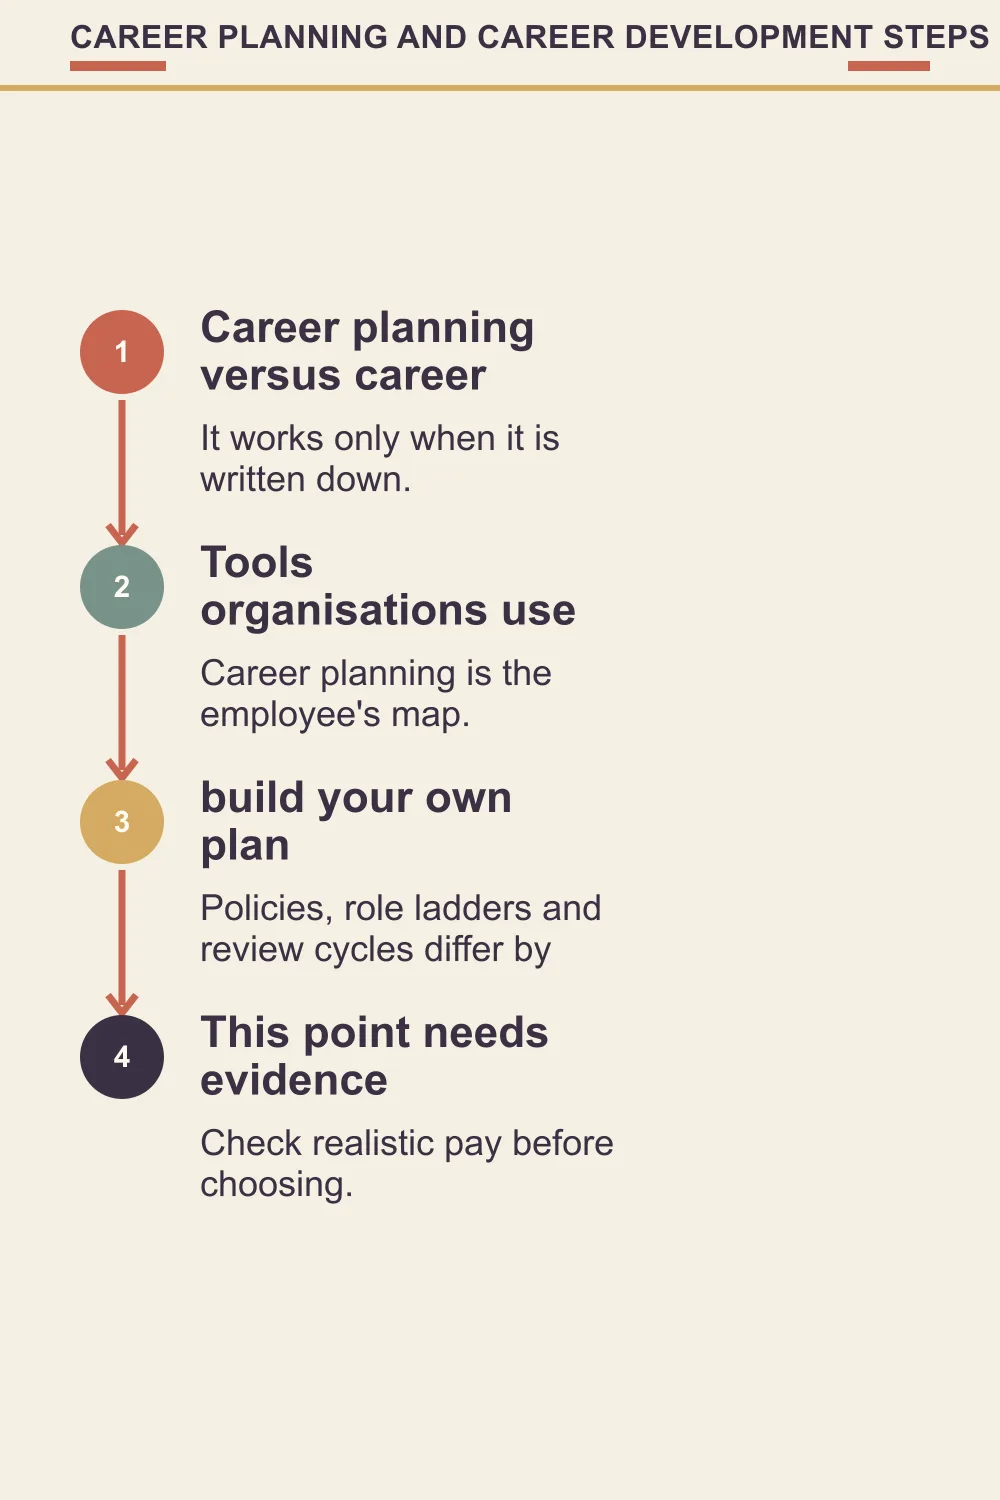 CAREER PLANNING AND CAREER DEVELOPMENT STEPS
1
Career planning
versus career
It works only when it is
written down.
2
Tools
organisations use
Career planning is the
employee's map.
3
build your own
plan
Policies, role ladders and
review cycles differ by
4
This point needs
evidence
Check realistic pay before
choosing.